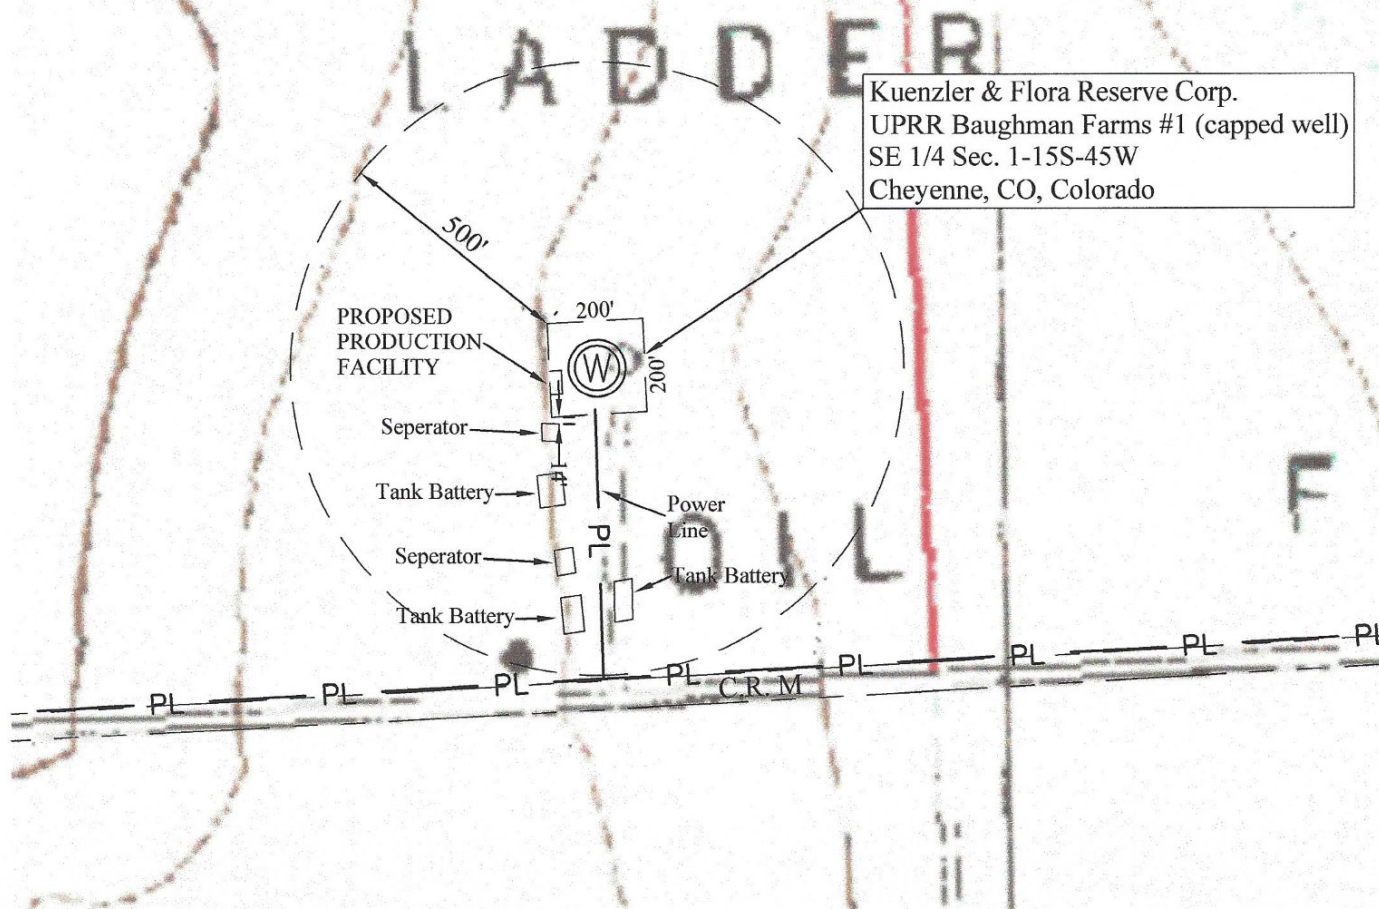 LADDER
Kuenzler & Flora Reserve Corp.
UPRR Baughman Farms #1 (capped well)
SE 1/4 Sec. 1-15S-45W
Cheyenne, CO, Colorado
500'
200'
PROPOSED
PRODUCTION
FACILITY
W
200'
Seperator
Tank Battery
F
Power
Line
PL
OIL
Seperator
Tank Battery
Tank Battery
PL PL PL PL PL PL PL PL
C.R. M